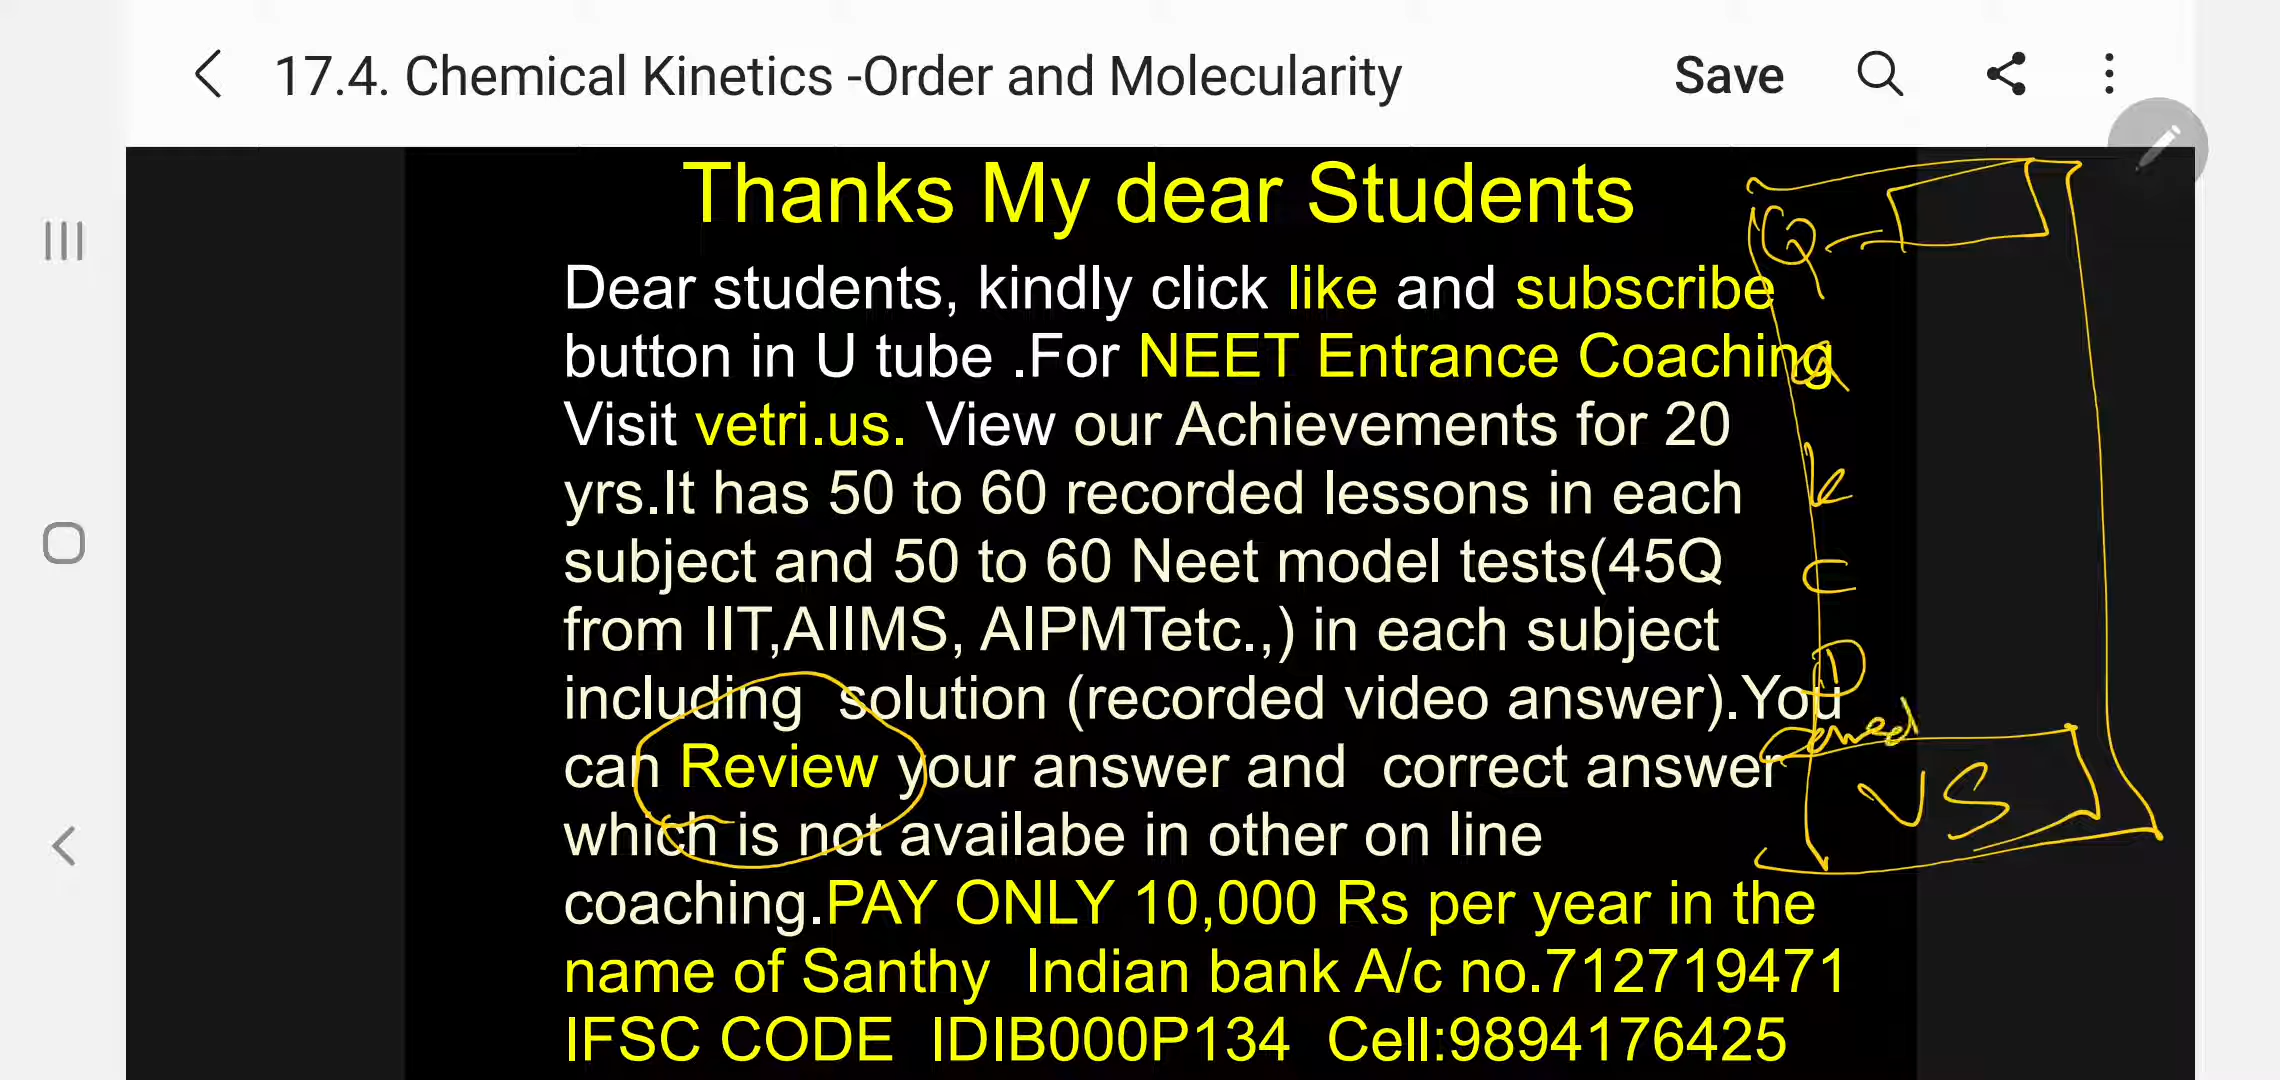 17.4. Chemical Kinetics -Order and Molecularity
Save
Thanks My dear Students
Dear students, kindly click like and subscribe
button in U tube .For NEET Entrance Coaching
Visit vetri.us. View our Achievements for 20
yrs.It has 50 to 60 recorded lessons in each
subject and 50 to 60 Neet model tests(45Q
from IIT,AIIMS, AIPMTetc.,) in each subject
including solution (recorded video answer).You
can Review your answer and correct answer
which is not availabe in other on line
coaching.PAY ONLY 10,000 Rs per year in the
name of Santhy Indian bank A/c no.712719471
IFSC CODE IDIB000P134 Cell:9894176425
Q
C
D
VS